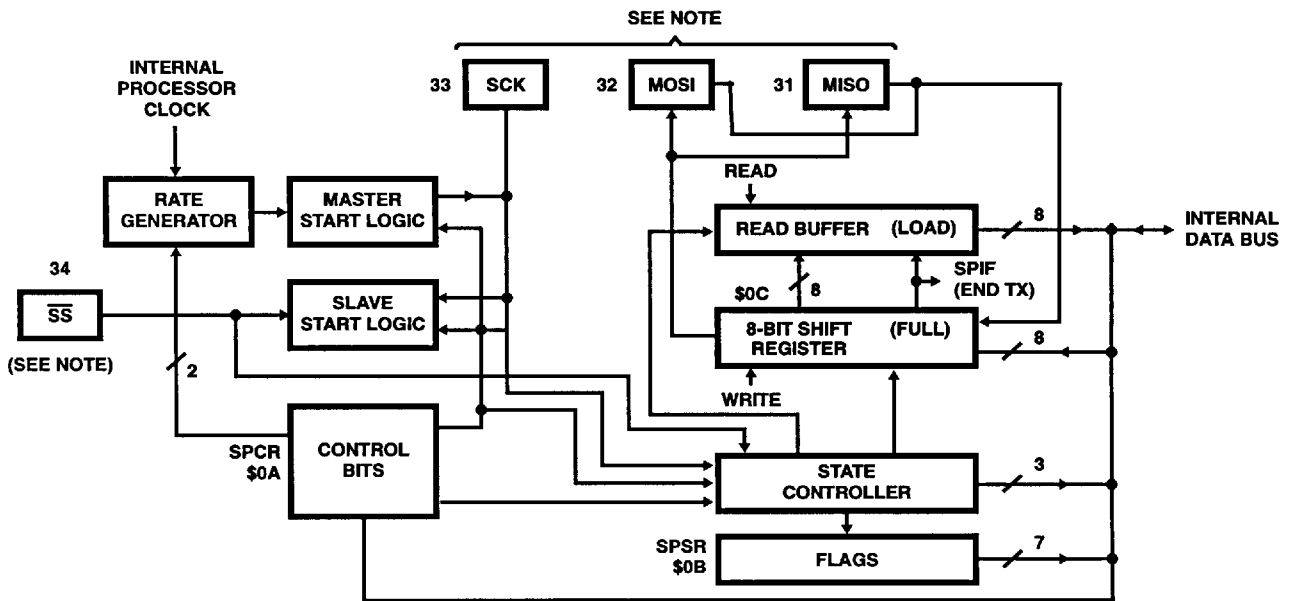 SEE NOTE
INTERNAL
PROCESSOR
CLOCK
33
SCK
32
MOSI
31
MISO
READ
RATE
GENERATOR
MASTER
START LOGIC
READ BUFFER (LOAD)
8
INTERNAL
DATA BUS
34
SS
(SEE NOTE)
SLAVE
START LOGIC
$0C
8
SPIF
(END TX)
8-BIT SHIFT
REGISTER
(FULL)
8
2
WRITE
SPCR
$0A
CONTROL
BITS
STATE
CONTROLLER
3
SPSR
$0B
FLAGS
7